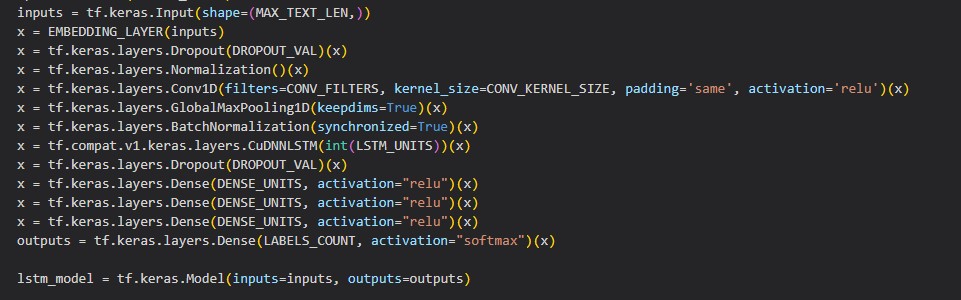 inputs = tf.keras.Input(shape=(MAX_TEXT_LEN,))
x = EMBEDDING_LAYER(inputs)
x = tf.keras.layers.Dropout(DROPOUT_VAL)(x)
x = tf.keras.layers.Normalization()(x)
x = tf.keras.layers.Conv1D(filters=CONV_FILTERS, kernel_size=CONV_KERNEL_SIZE, padding='same', activation='relu')(x)
x = tf.keras.layers.GlobalMaxPooling1D(keepdims=True)(x)
x = tf.keras.layers.BatchNormalization(synchronized=True)(x)
x = tf.compat.v1.keras.layers.CuDNNLSTM(int(LSTM_UNITS))(x)
x = tf.keras.layers.Dropout(DROPOUT_VAL)(x)
x = tf.keras.layers.Dense(DENSE_UNITS, activation="relu")(x)
x = tf.keras.layers.Dense(DENSE_UNITS, activation="relu")(x)
x = tf.keras.layers.Dense(DENSE_UNITS, activation="relu")(x)
outputs = tf.keras.layers.Dense(LABELS_COUNT, activation="softmax")(x)
lstm_model = tf.keras.Model(inputs=inputs, outputs=outputs)